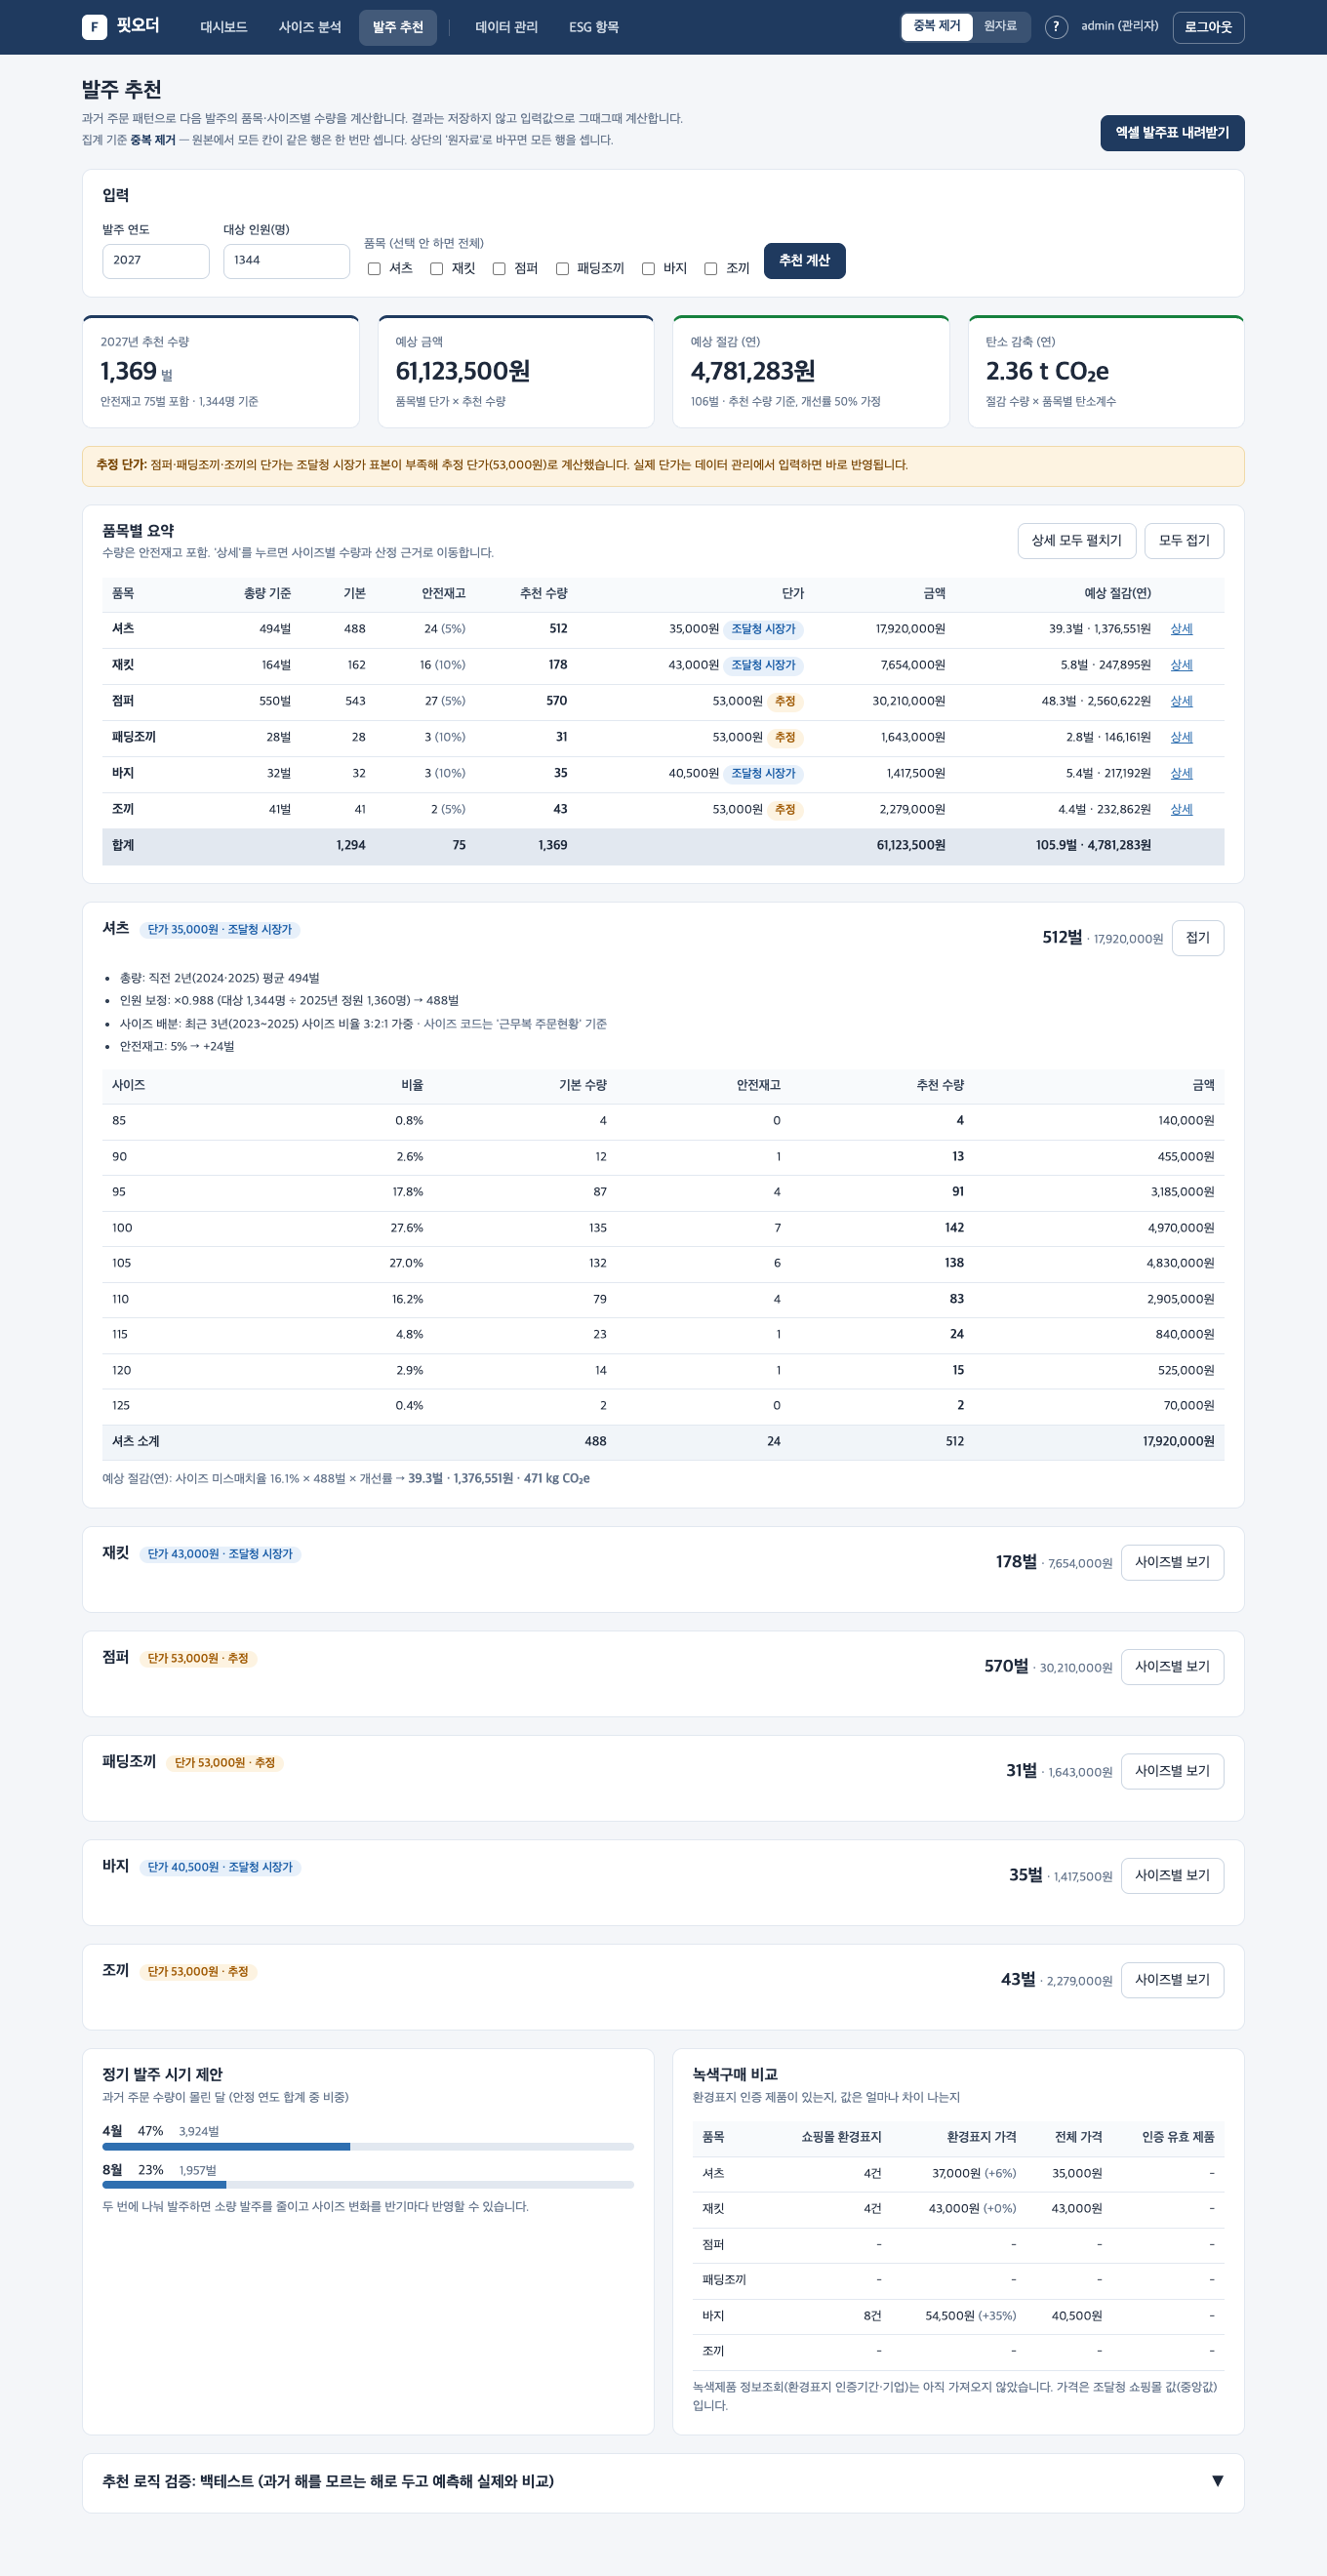 F 핏오더 대시보드 사이즈 분석 발주 추천 데이터 관리 ESG 항목 중복 제거 원자료 ? admin (관리자) 로그아웃
발주 추천
과거 주문 패턴으로 다음 발주의 품목·사이즈별 수량을 계산합니다. 결과는 저장하지 않고 입력값으로 그때그때 계산합니다.
집계 기준 중복 제거 — 원본에서 모든 칸이 같은 행은 한 번만 셉니다. 상단의 '원자료'로 바꾸면 모든 행을 셉니다.
엑셀 발주표 내려받기
입력
발주 연도 대상 인원(명) 품목 (선택 안 하면 전체)
2027 1344 셔츠 재킷 점퍼 패딩조끼 바지 조끼 추천 계산
2027년 추천 수량
1,369 벌
안전재고 75벌 포함 · 1,344명 기준
예상 금액
61,123,500원
품목별 단가 × 추천 수량
예상 절감 (연)
4,781,283원
106벌 · 추천 수량 기준, 개선률 50% 가정
탄소 감축 (연)
2.36 t CO₂e
절감 수량 × 품목별 탄소계수
추정 단가: 점퍼·패딩조끼·조끼의 단가는 조달청 시장가 표본이 부족해 추정 단가(53,000원)로 계산했습니다. 실제 단가는 데이터 관리에서 입력하면 바로 반영됩니다.
품목별 요약
수량은 안전재고 포함. '상세'를 누르면 사이즈별 수량과 산정 근거로 이동합니다.
상세 모두 펼치기 모두 접기
품목 총량 기준 기본 안전재고 추천 수량 단가 금액 예상 절감(연)
셔츠 494벌 488 24 (5%) 512 35,000원 조달청 시장가 17,920,000원 39.3벌 · 1,376,551원 상세
재킷 164벌 162 16 (10%) 178 43,000원 조달청 시장가 7,654,000원 5.8벌 · 247,895원 상세
점퍼 550벌 543 27 (5%) 570 53,000원 추정 30,210,000원 48.3벌 · 2,560,622원 상세
패딩조끼 28벌 28 3 (10%) 31 53,000원 추정 1,643,000원 2.8벌 · 146,161원 상세
바지 32벌 32 3 (10%) 35 40,500원 조달청 시장가 1,417,500원 5.4벌 · 217,192원 상세
조끼 41벌 41 2 (5%) 43 53,000원 추정 2,279,000원 4.4벌 · 232,862원 상세
합계 1,294 75 1,369 61,123,500원 105.9벌 · 4,781,283원
셔츠 단가 35,000원 · 조달청 시장가 512벌 · 17,920,000원 접기
• 총량: 직전 2년(2024·2025) 평균 494벌
• 인원 보정: ×0.988 (대상 1,344명 ÷ 2025년 정원 1,360명) → 488벌
• 사이즈 배분: 최근 3년(2023~2025) 사이즈 비율 3:2:1 가중 · 사이즈 코드는 '근무복 주문현황' 기준
• 안전재고: 5% → +24벌
사이즈 비율 기본 수량 안전재고 추천 수량 금액
85 0.8% 4 0 4 140,000원
90 2.6% 12 1 13 455,000원
95 17.8% 87 4 91 3,185,000원
100 27.6% 135 7 142 4,970,000원
105 27.0% 132 6 138 4,830,000원
110 16.2% 79 4 83 2,905,000원
115 4.8% 23 1 24 840,000원
120 2.9% 14 1 15 525,000원
125 0.4% 2 0 2 70,000원
셔츠 소계 488 24 512 17,920,000원
예상 절감(연): 사이즈 미스매치율 16.1% × 488벌 × 개선률 → 39.3벌 · 1,376,551원 · 471 kg CO₂e
재킷 단가 43,000원 · 조달청 시장가 178벌 · 7,654,000원 사이즈별 보기
점퍼 단가 53,000원 · 추정 570벌 · 30,210,000원 사이즈별 보기
패딩조끼 단가 53,000원 · 추정 31벌 · 1,643,000원 사이즈별 보기
바지 단가 40,500원 · 조달청 시장가 35벌 · 1,417,500원 사이즈별 보기
조끼 단가 53,000원 · 추정 43벌 · 2,279,000원 사이즈별 보기
정기 발주 시기 제안
과거 주문 수량이 몰린 달 (안정 연도 합계 중 비중)
4월 47% 3,924벌
8월 23% 1,957벌
두 번에 나눠 발주하면 소량 발주를 줄이고 사이즈 변화를 반기마다 반영할 수 있습니다.
녹색구매 비교
환경표지 인증 제품이 있는지, 값은 얼마나 차이 나는지
품목 쇼핑몰 환경표지 환경표지 가격 전체 가격 인증 유효 제품
셔츠 4건 37,000원 (+6%) 35,000원 -
재킷 4건 43,000원 (+0%) 43,000원 -
점퍼 - - - -
패딩조끼 - - - -
바지 8건 54,500원 (+35%) 40,500원 -
조끼 - - - -
녹색제품 정보조회(환경표지 인증기간·기업)는 아직 가져오지 않았습니다. 가격은 조달청 쇼핑몰 값(중앙값)
입니다.
추천 로직 검증: 백테스트 (과거 해를 모르는 해로 두고 예측해 실제와 비교) ▼